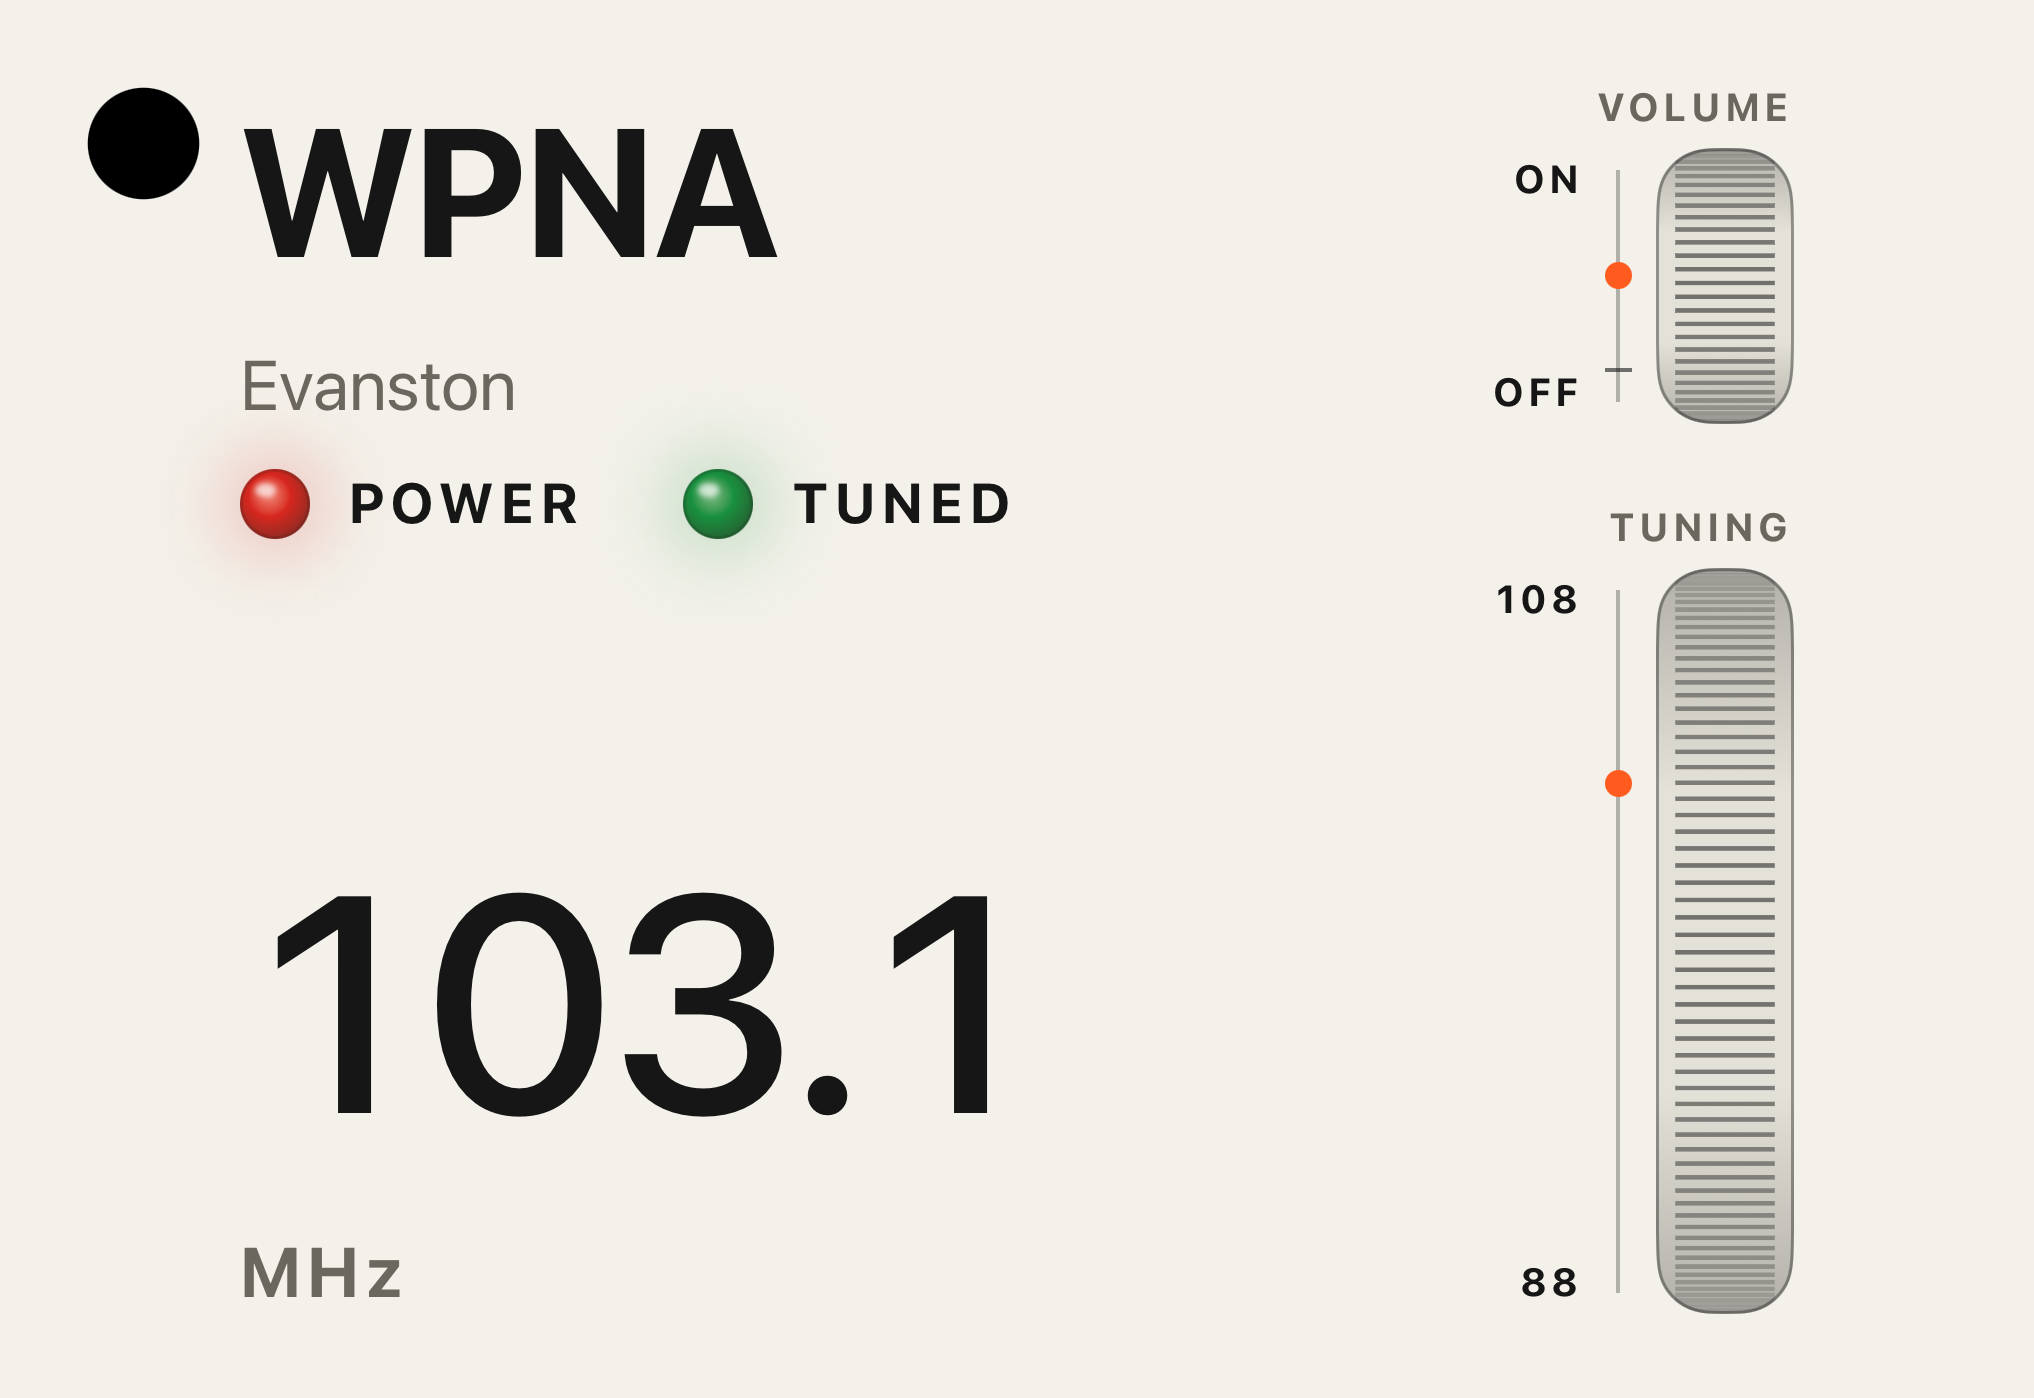 WPNA
Evanston
POWER
TUNED
103.1
MHz
VOLUME
ON
OFF
TUNING
108
88